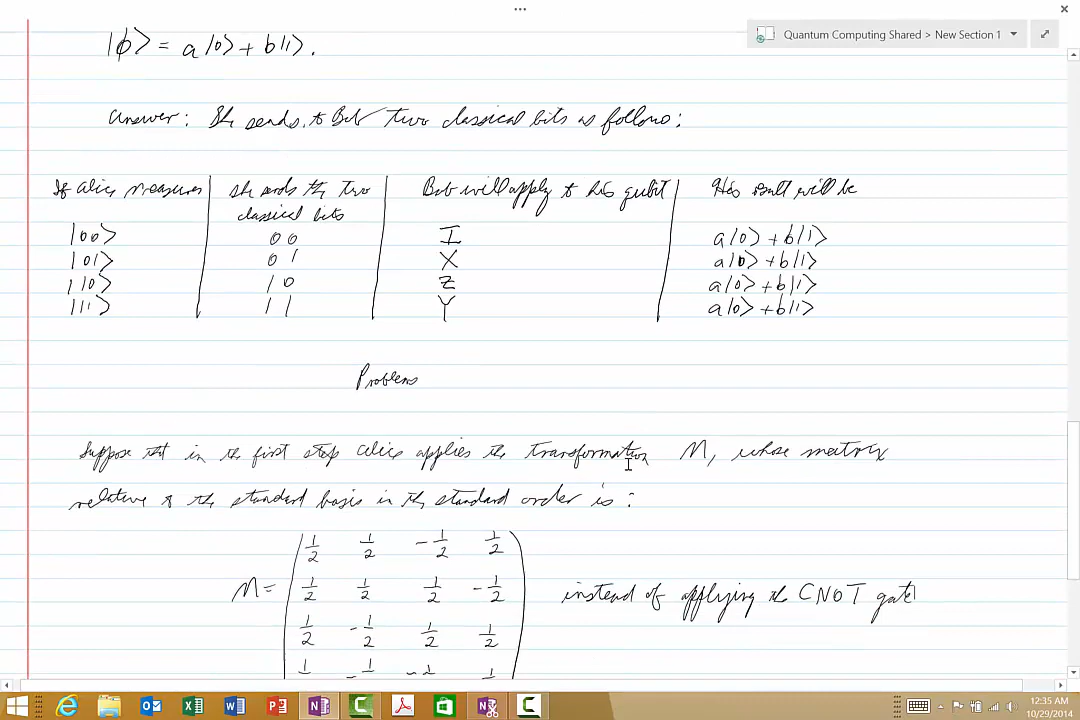 Quantum Computing Shared > New Section 1
|ϕ> = a|0> + b|1>.
Answer: She sends to Bob two classical bits as follows:
If Alice measures | She sends the two classical bits | Bob will apply to his qubit | His result will be
|00> | 00 | I | a|0> + b|1>
|01> | 01 | X | a|0> + b|1>
|10> | 10 | Z | a|0> + b|1>
|11> | 11 | Y | a|0> + b|1>
Problem
Suppose that in the first step Alice applies the transformation M, whose matrix
relative to the standard basis in the standard order is:
1/2 1/2 -1/2 1/2
M = 1/2 1/2 1/2 -1/2 instead of applying the CNOT gate
1/2 -1/2 1/2 1/2
12:35 AM
10/29/2014